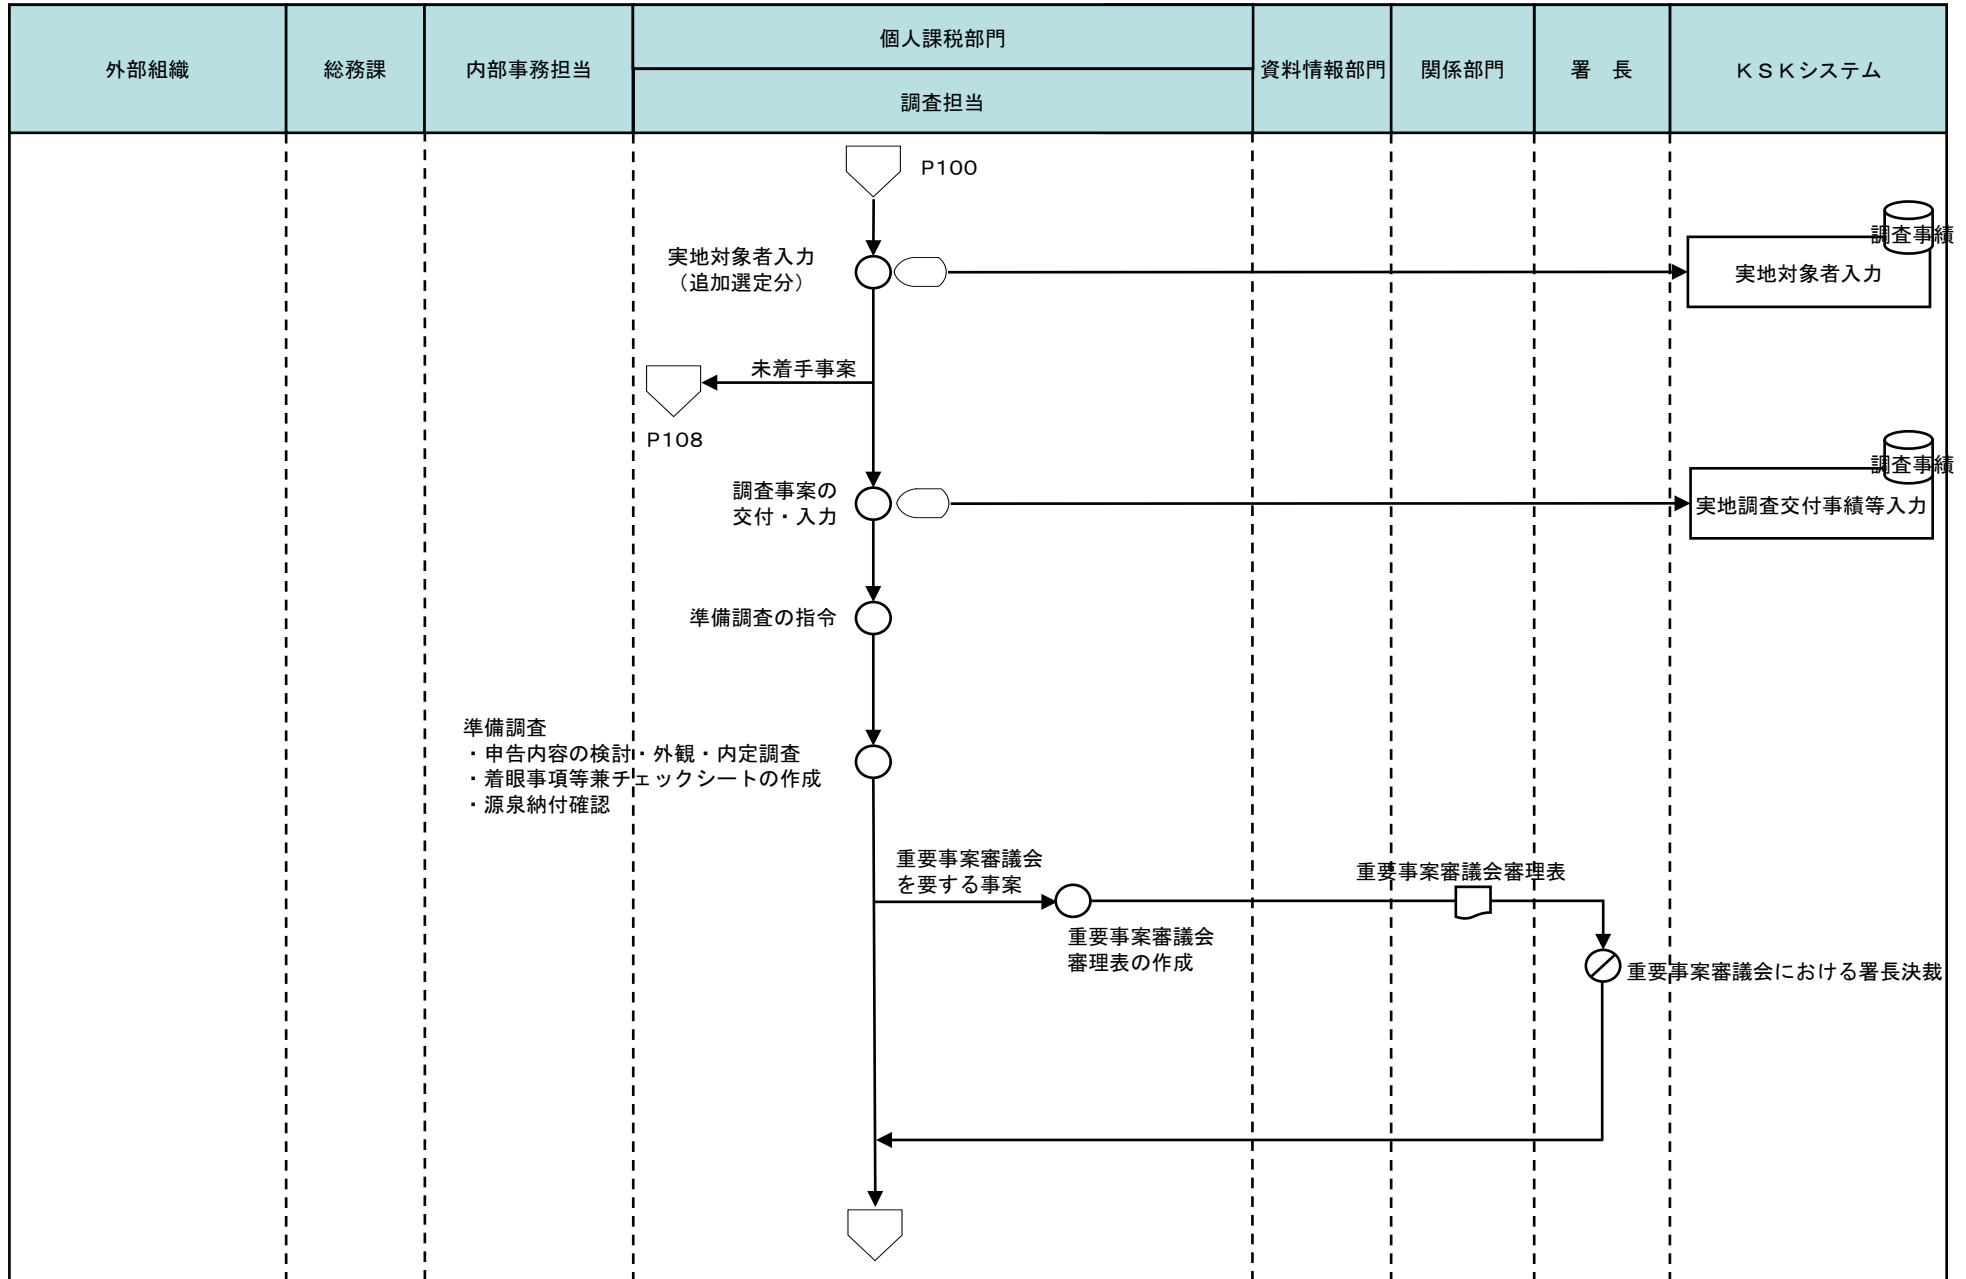 外部組織
総務課
内部事務担当
個人課税部門
調査担当
資料情報部門
関係部門
署　長
ＫＳＫシステム
P100
調査事績
実地対象者入力
（追加選定分）
実地対象者入力
未着手事案
P108
調査事績
調査事案の
交付・入力
実地調査交付事績等入力
準備調査の指令
準備調査
・申告内容の検討・外観・内定調査
・着眼事項等兼チェックシートの作成
・源泉納付確認
重要事案審議会
を要する事案
重要事案審議会審理表
重要事案審議会
審理表の作成
重要事案審議会における署長決裁